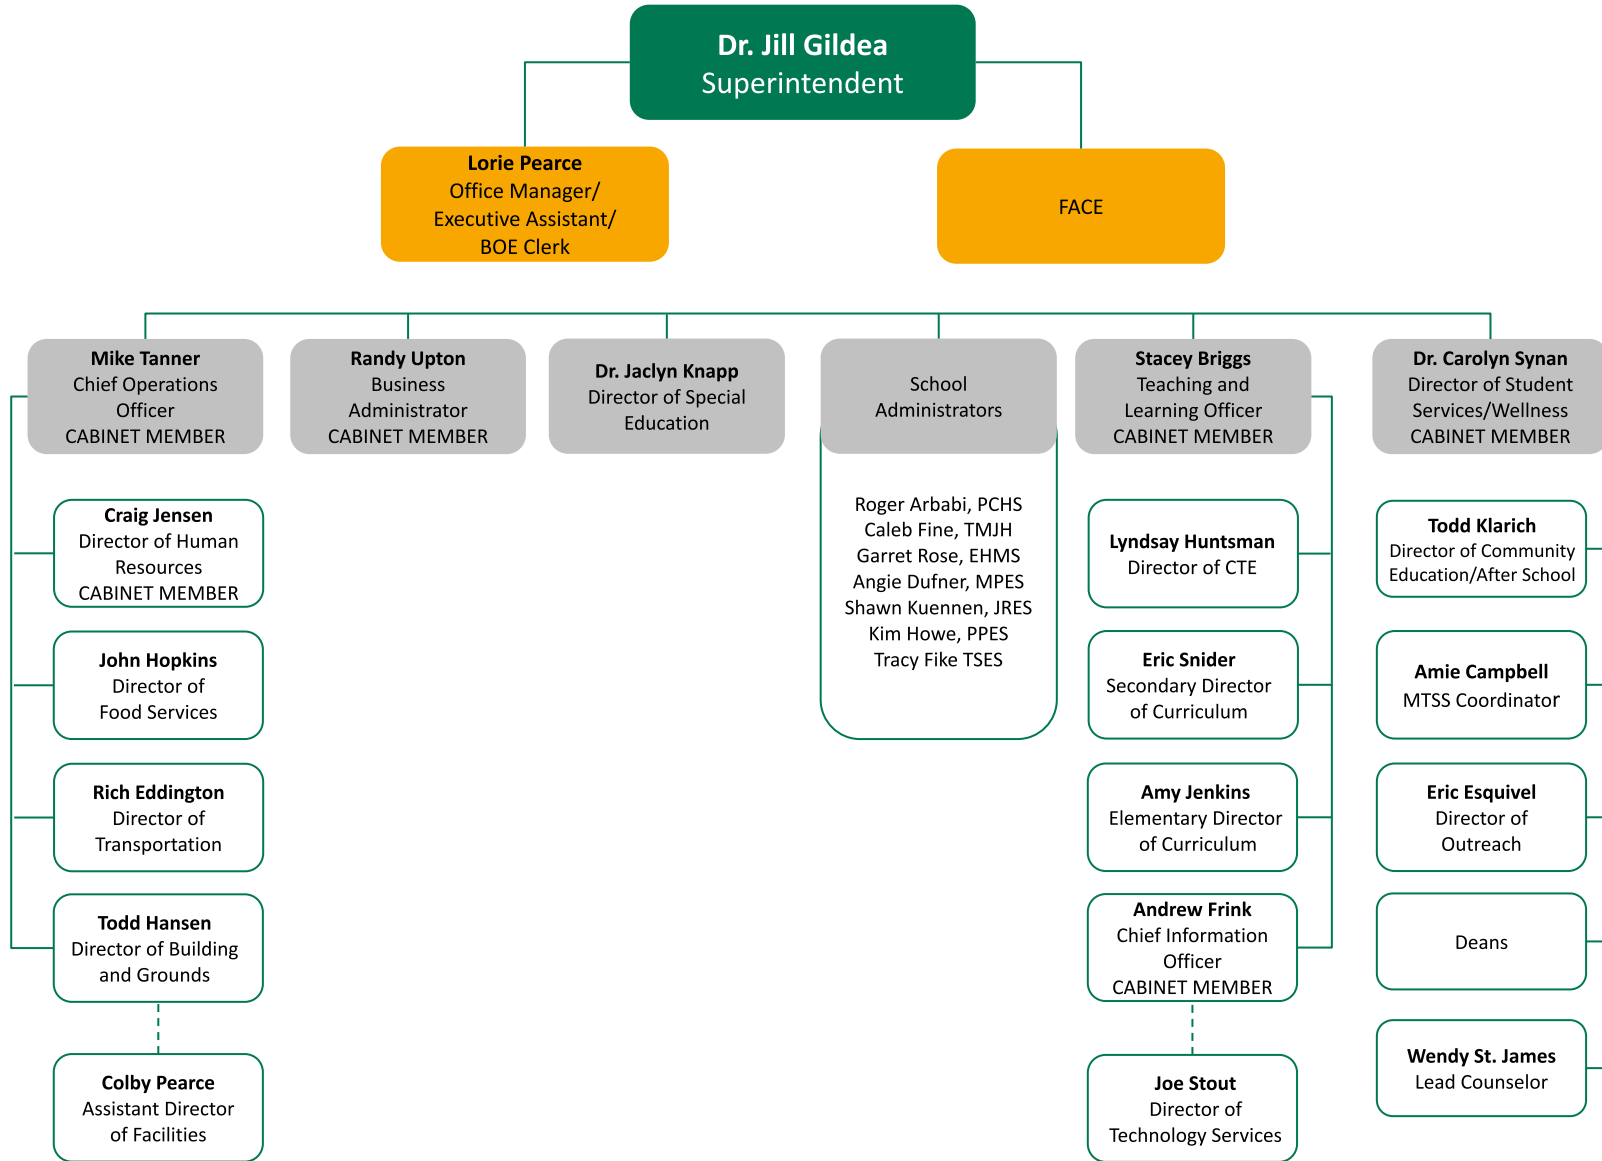 Dr. Jill Gildea
Superintendent
Lorie Pearce
Office Manager/
Executive Assistant/
BOE Clerk
FACE
Mike Tanner
Chief Operations
Officer
CABINET MEMBER
Randy Upton
Business
Administrator
CABINET MEMBER
Dr. Jaclyn Knapp
Director of Special
Education
School
Administrators
Stacey Briggs
Teaching and
Learning Officer
CABINET MEMBER
Dr. Carolyn Synan
Director of Student
Services/Wellness
CABINET MEMBER
Craig Jensen
Director of Human
Resources
CABINET MEMBER
John Hopkins
Director of
Food Services
Rich Eddington
Director of
Transportation
Todd Hansen
Director of Building
and Grounds
Colby Pearce
Assistant Director
of Facilities
Roger Arbabi, PCHS
Caleb Fine, TMJH
Garret Rose, EHMS
Angie Dufner, MPES
Shawn Kuennen, JRES
Kim Howe, PPES
Tracy Fike TSES
Lyndsay Huntsman
Director of CTE
Eric Snider
Secondary Director
of Curriculum
Amy Jenkins
Elementary Director
of Curriculum
Andrew Frink
Chief Information
Officer
CABINET MEMBER
Joe Stout
Director of
Technology Services
Todd Klarich
Director of Community
Education/After School
Amie Campbell
MTSS Coordinator
Eric Esquivel
Director of
Outreach
Deans
Wendy St. James
Lead Counselor